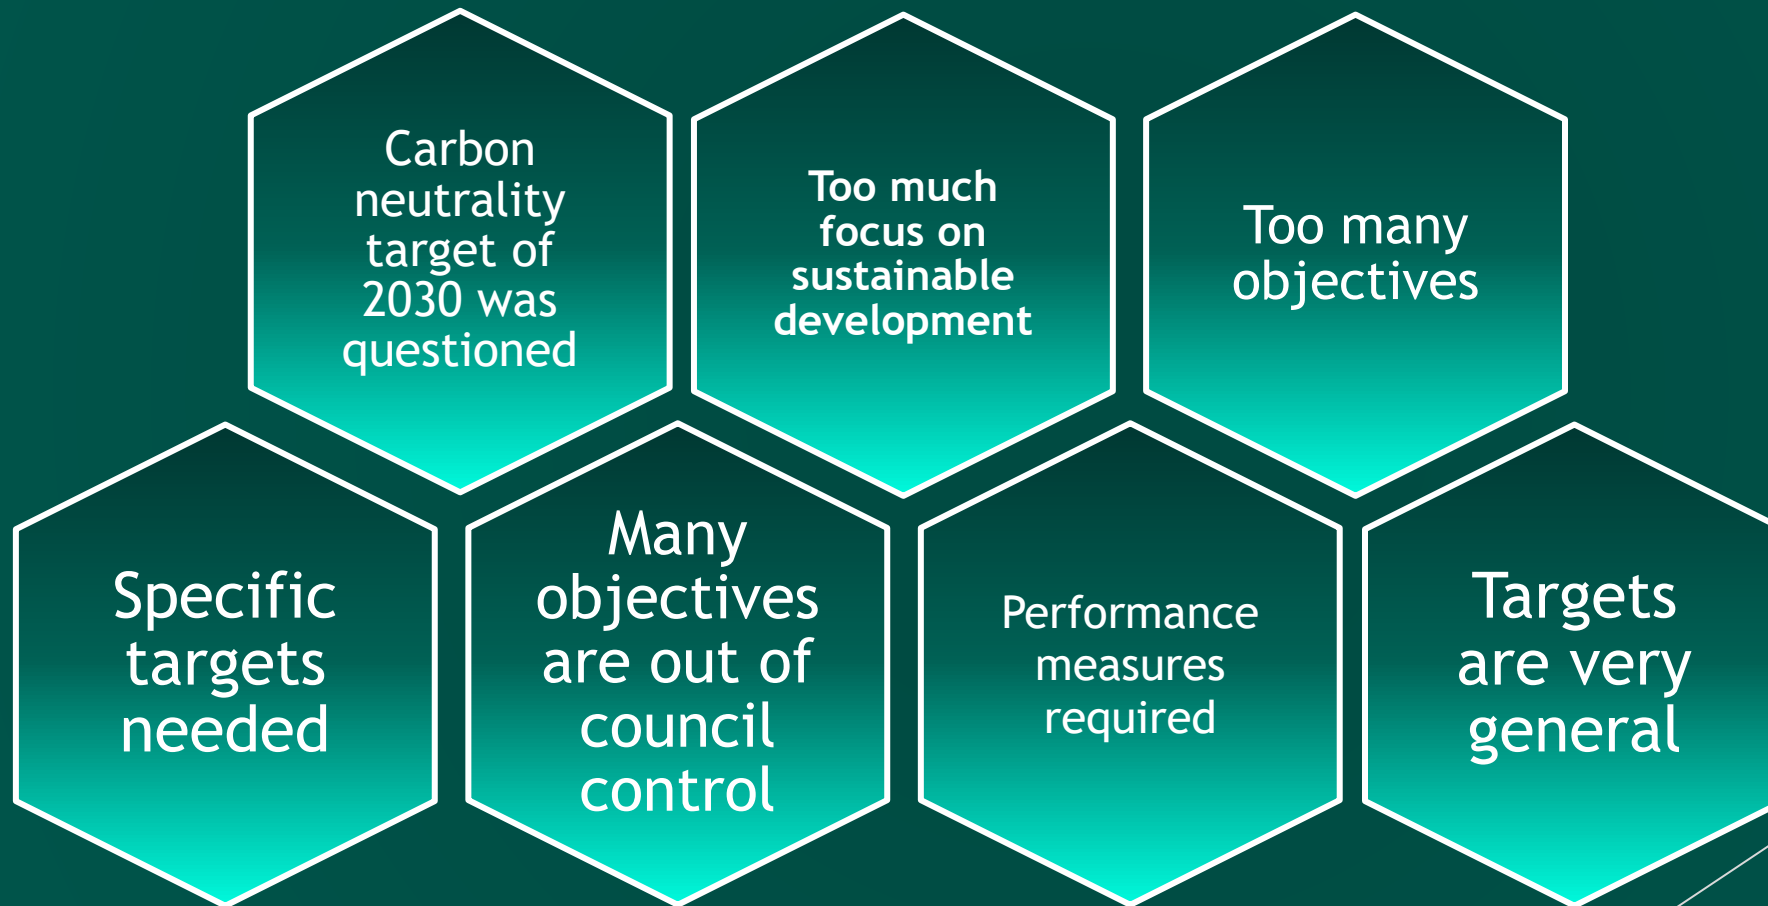 Carbon
neutrality
target of
2030 was
questioned
Too much
focus on
sustainable
development
Too many
objectives
Specific
targets
needed
Many
objectives
are out of
council
control
Performance
measures
required
Targets
are very
general